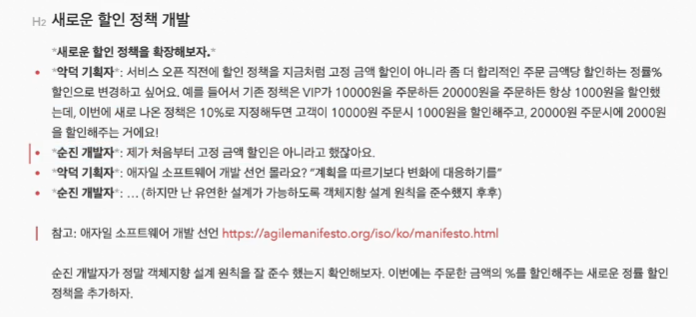 H2 새로운 할인 정책 개발
*새로운 할인 정책을 확장해보자.*
• *악덕 기획자*: 서비스 오픈 직전에 할인 정책을 지금처럼 고정 금액 할인이 아니라 좀 더 합리적인 주문 금액당 할인하는 정률%
할인으로 변경하고 싶어요. 예를 들어서 기존 정책은 VIP가 10000원을 주문하든 20000원을 주문하든 항상 1000원을 할인했
는데, 이번에 새로 나온 정책은 10%로 지정해두면 고객이 10000원 주문시 1000원을 할인해주고, 20000원 주문시에 2000원
을 할인해주는 거에요!
• *순진 개발자*: 제가 처음부터 고정 금액 할인은 아니라고 했잖아요.
• *악덕 기획자*: 애자일 소프트웨어 개발 선언 몰라요? “계획을 따르기보다 변화에 대응하기를”
• *순진 개발자*: … (하지만 난 유연한 설계가 가능하도록 객체지향 설계 원칙을 준수했지 후후)
참고: 애자일 소프트웨어 개발 선언 https://agilemanifesto.org/iso/ko/manifesto.html
순진 개발자가 정말 객체지향 설계 원칙을 잘 준수 했는지 확인해보자. 이번에는 주문한 금액의 %를 할인해주는 새로운 정률 할인
정책을 추가하자.